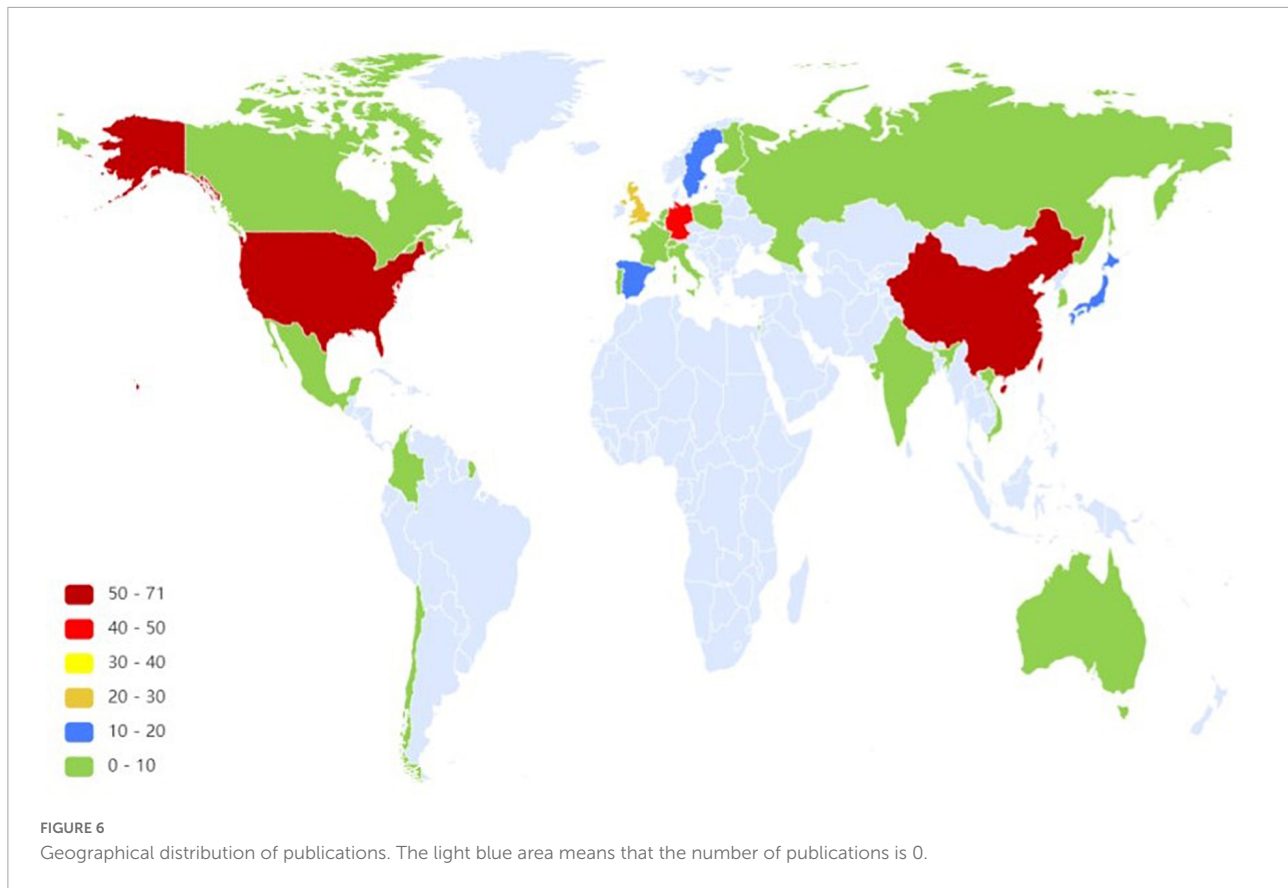 50 - 71
40 - 50
30 - 40
20 - 30
10 - 20
0 - 10
FIGURE 6
Geographical distribution of publications. The light blue area means that the number of publications is 0.